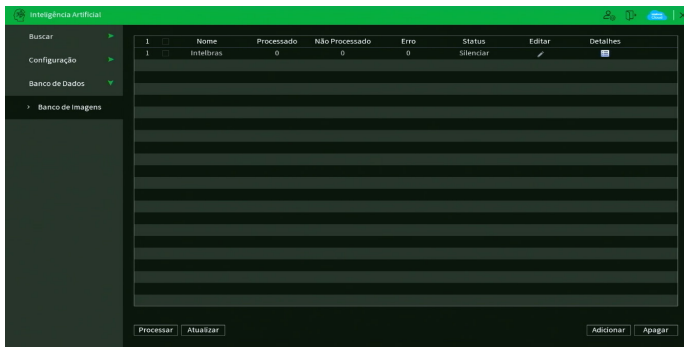 Inteligência Artificial
Buscar
Configuração
Banco de Dados
> Banco de Imagens
1 Nome Processado Não Processado Erro Status Editar Detalhes
1 Intelbras 0 0 0 Silenciar
Processar Atualizar Adicionar Apagar